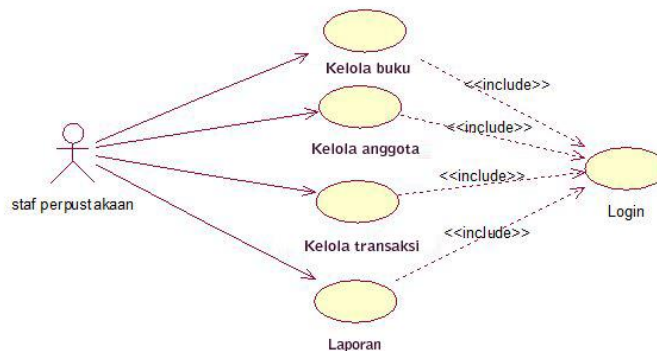 Kelola buku
<<include>>
Kelola anggota
<<include>>
staf perpustakaan
<<include>>
Login
Kelola transaksi
<<include>>
Laporan